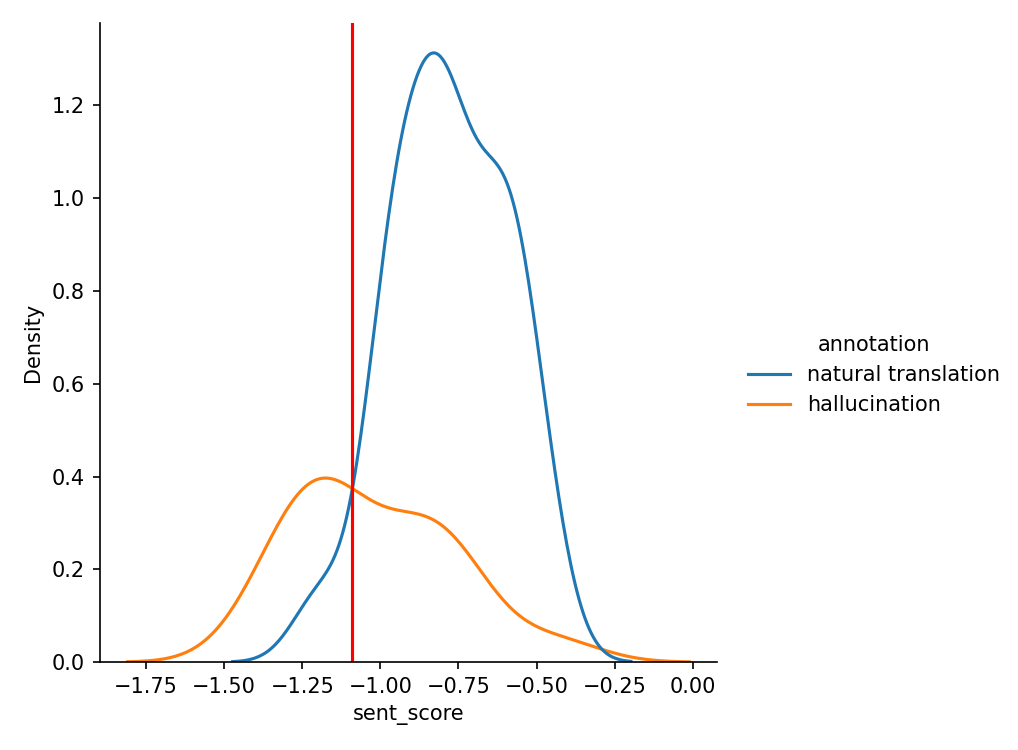 Density
1.2
1.0
0.8
0.6
0.4
0.2
0.0
−1.75 −1.50 −1.25 −1.00 −0.75 −0.50 −0.25 0.00
sent_score
annotation
natural translation
hallucination